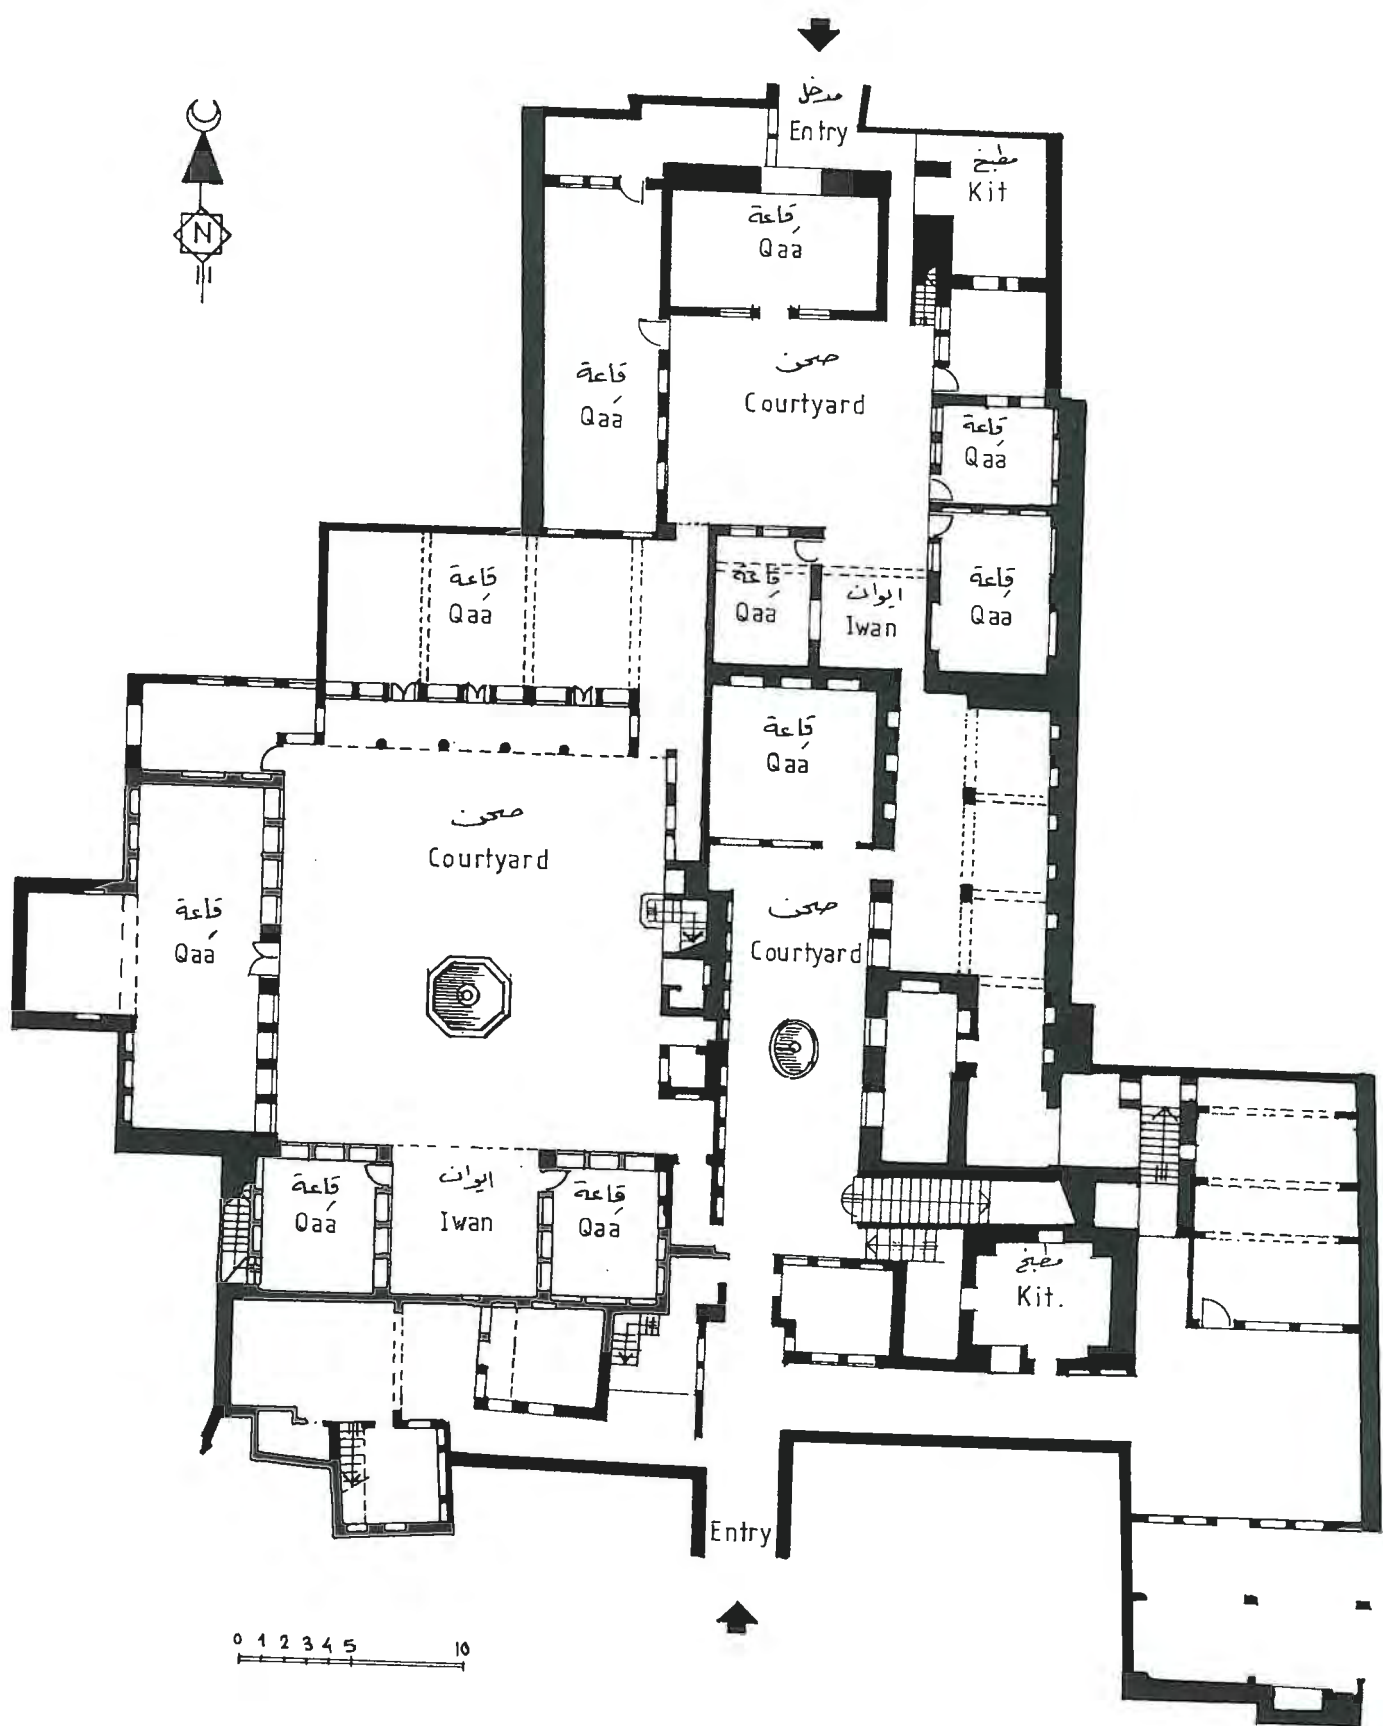 مدخل
Entry
مطبخ
Kit
N
قاعة
Qaa
صحن
Courtyard
قاعة
Qaa
قاعة
Qaa
قاعة
Qaa
قاعة
Qaa
ايوان
Iwan
قاعة
Qaa
قاعة
Qaa
صحن
Courtyard
قاعة
Qaa
صحن
Courtyard
قاعة
Qaa
ايوان
Iwan
قاعة
Qaa
مطبخ
Kit.
Entry
0 1 2 3 4 5 10